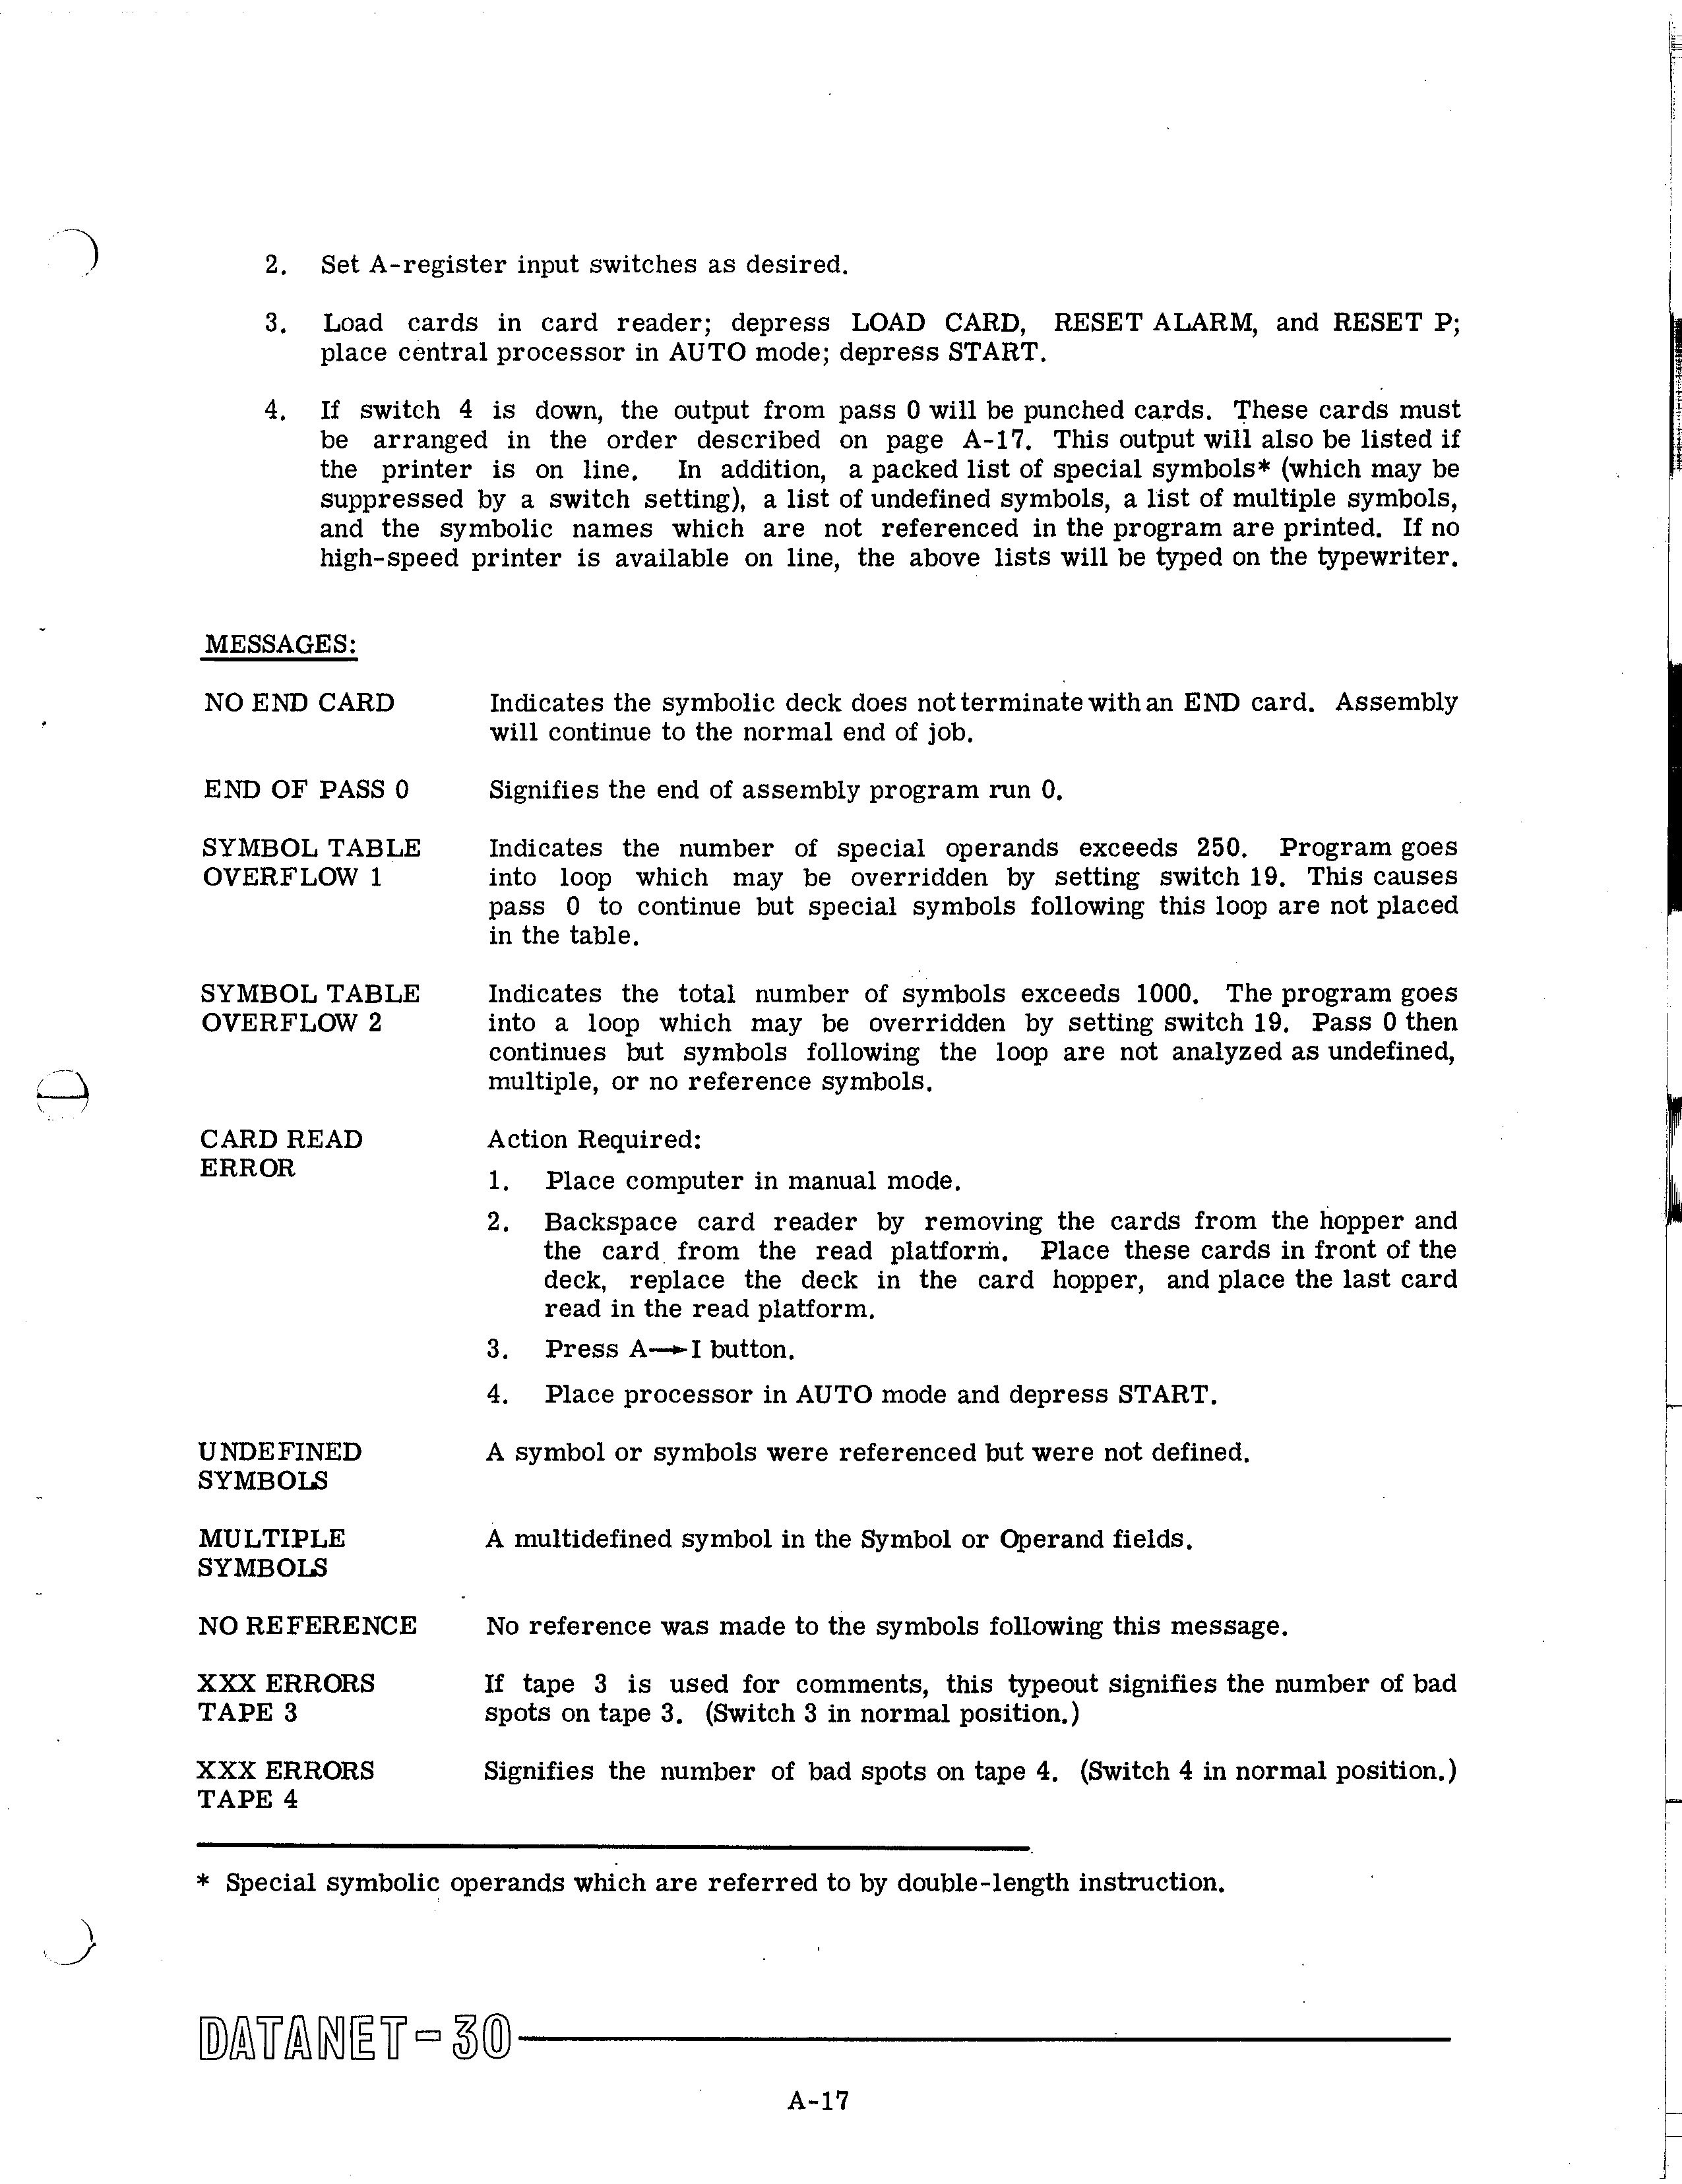 2. Set A-register input switches as desired.
3. Load cards in card reader; depress LOAD CARD, RESET ALARM, and RESET P;
place central processor in AUTO mode; depress START.
4. If switch 4 is down, the output from pass 0 will be punched cards. These cards must
be arranged in the order described on page A-17. This output will also be listed if
the printer is on line. In addition, a packed list of special symbols* (which may be
suppressed by a switch setting), a list of undefined symbols, a list of multiple symbols,
and the symbolic names which are not referenced in the program are printed. If no
high-speed printer is available on line, the above lists will be typed on the typewriter.
MESSAGES:
NO END CARD Indicates the symbolic deck does not terminate with an END card. Assembly
will continue to the normal end of job.
END OF PASS 0 Signifies the end of assembly program run 0.
SYMBOL TABLE Indicates the number of special operands exceeds 250. Program goes
OVERFLOW 1 into loop which may be overridden by setting switch 19. This causes
pass 0 to continue but special symbols following this loop are not placed
in the table.
SYMBOL TABLE Indicates the total number of symbols exceeds 1000. The program goes
OVERFLOW 2 into a loop which may be overridden by setting switch 19. Pass 0 then
continues but symbols following the loop are not analyzed as undefined,
multiple, or no reference symbols.
CARD READ Action Required:
ERROR
1. Place computer in manual mode.
2. Backspace card reader by removing the cards from the hopper and
the card from the read platform. Place these cards in front of the
deck, replace the deck in the card hopper, and place the last card
read in the read platform.
3. Press A→I button.
4. Place processor in AUTO mode and depress START.
UNDEFINED A symbol or symbols were referenced but were not defined.
SYMBOLS
MULTIPLE A multidefined symbol in the Symbol or Operand fields.
SYMBOLS
NO REFERENCE No reference was made to the symbols following this message.
XXX ERRORS If tape 3 is used for comments, this typeout signifies the number of bad
TAPE 3 spots on tape 3. (Switch 3 in normal position.)
XXX ERRORS Signifies the number of bad spots on tape 4. (Switch 4 in normal position.)
TAPE 4
* Special symbolic operands which are referred to by double-length instruction.
DATANET-30
A-17